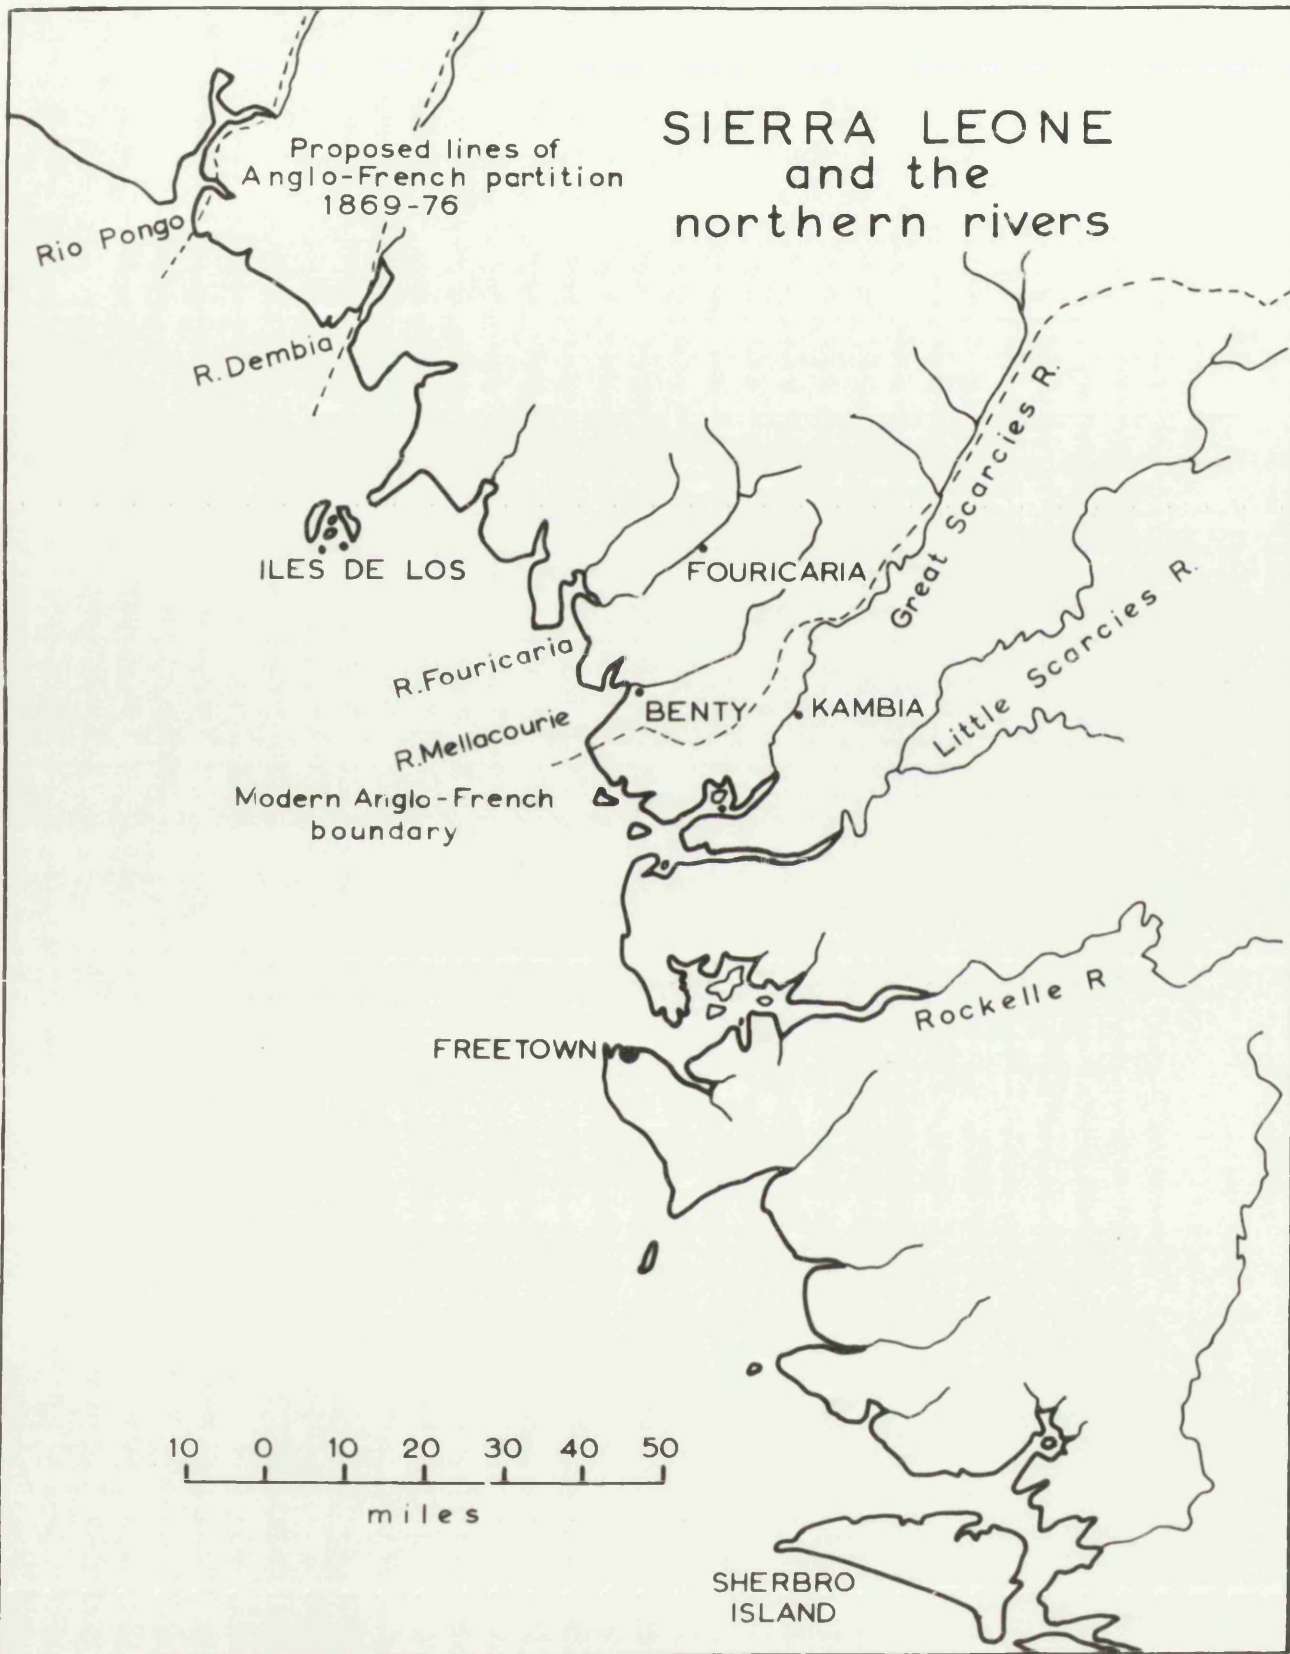 SIERRA LEONE
and the
northern rivers
Proposed lines of
Anglo-French partition
1869-76
Rio Pongo
R. Dembia
ILES DE LOS
FOURICARIA
Great Scarcies R.
R. Fouricaria
Little Scarcies R.
BENTY
KAMBIA
R. Mellacourie
Modern Anglo-French
boundary
Rockelle R
FREETOWN
10 0 10 20 30 40 50
miles
SHERBRO
ISLAND